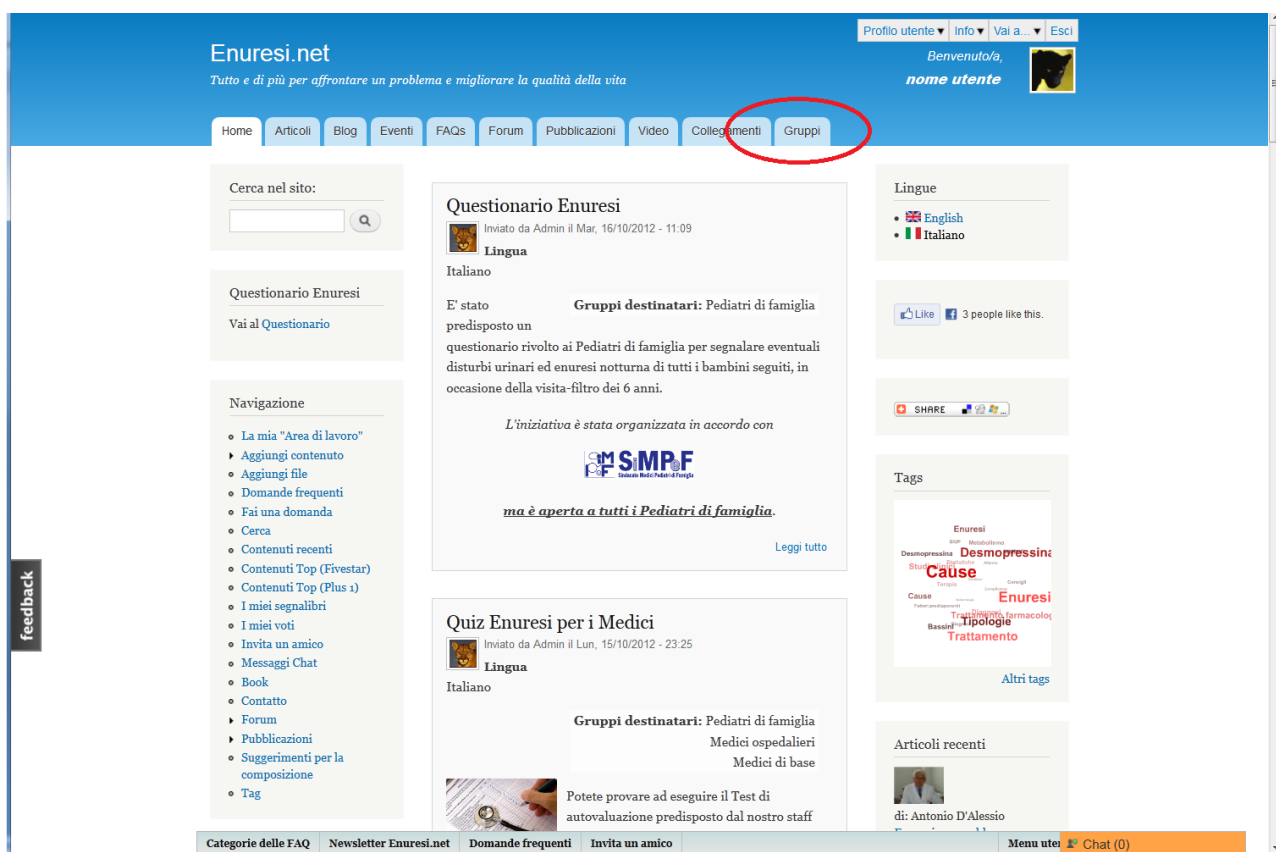 Profilo utente ▼ Info ▼ Vai a... ▼ Esci
Enuresi.net
Tutto e di più per affrontare un problema e migliorare la qualità della vita
Benvenuto/a,
nome utente
Home Articoli Blog Eventi FAQs Forum Pubblicazioni Video Collegamenti Gruppi
Cerca nel sito:
Questionario Enuresi
Vai al Questionario
Navigazione
La mia "Area di lavoro"
Aggiungi contenuto
Aggiungi file
Domande frequenti
Fai una domanda
Cerca
Contenuti recenti
Contenuti Top (Fivestar)
Contenuti Top (Plus 1)
I miei segnalibri
I miei voti
Invita un amico
Messaggi Chat
Book
Contatto
Forum
Pubblicazioni
Suggerimenti per la
composizione
Tag
Questionario Enuresi
Inviato da Admin il Mar, 16/10/2012 - 11:09
Lingua
Italiano
E' stato
Gruppi destinatari: Pediatri di famiglia
predisposto un
questionario rivolto ai Pediatri di famiglia per segnalare eventuali
disturbi urinari ed enuresi notturna di tutti i bambini seguiti, in
occasione della visita-filtro dei 6 anni.
L'iniziativa è stata organizzata in accordo con
SiMPeF
Sindacato Medici Pediatri di Famiglia
ma è aperta a tutti i Pediatri di famiglia.
Leggi tutto
Quiz Enuresi per i Medici
Inviato da Admin il Lun, 15/10/2012 - 23:25
Lingua
Italiano
Gruppi destinatari: Pediatri di famiglia
Medici ospedalieri
Medici di base
Potete provare ad eseguire il Test di
autovalutazione predisposto dal nostro staff
Lingue
English
Italiano
Like 3 people like this.
SHARE
Tags
Enuresi
Metabolismo
Desmopressina Desmopressina
Cause
Terapia
Consigli
Cause
Enuresi
Fattori predisponenti
Bassini
Tipologie
Trattamento
Altri tags
Articoli recenti
di: Antonio D'Alessio
feedback
Categorie delle FAQ Newsletter Enuresi.net Domande frequenti Invita un amico
Menu uter Chat (0)